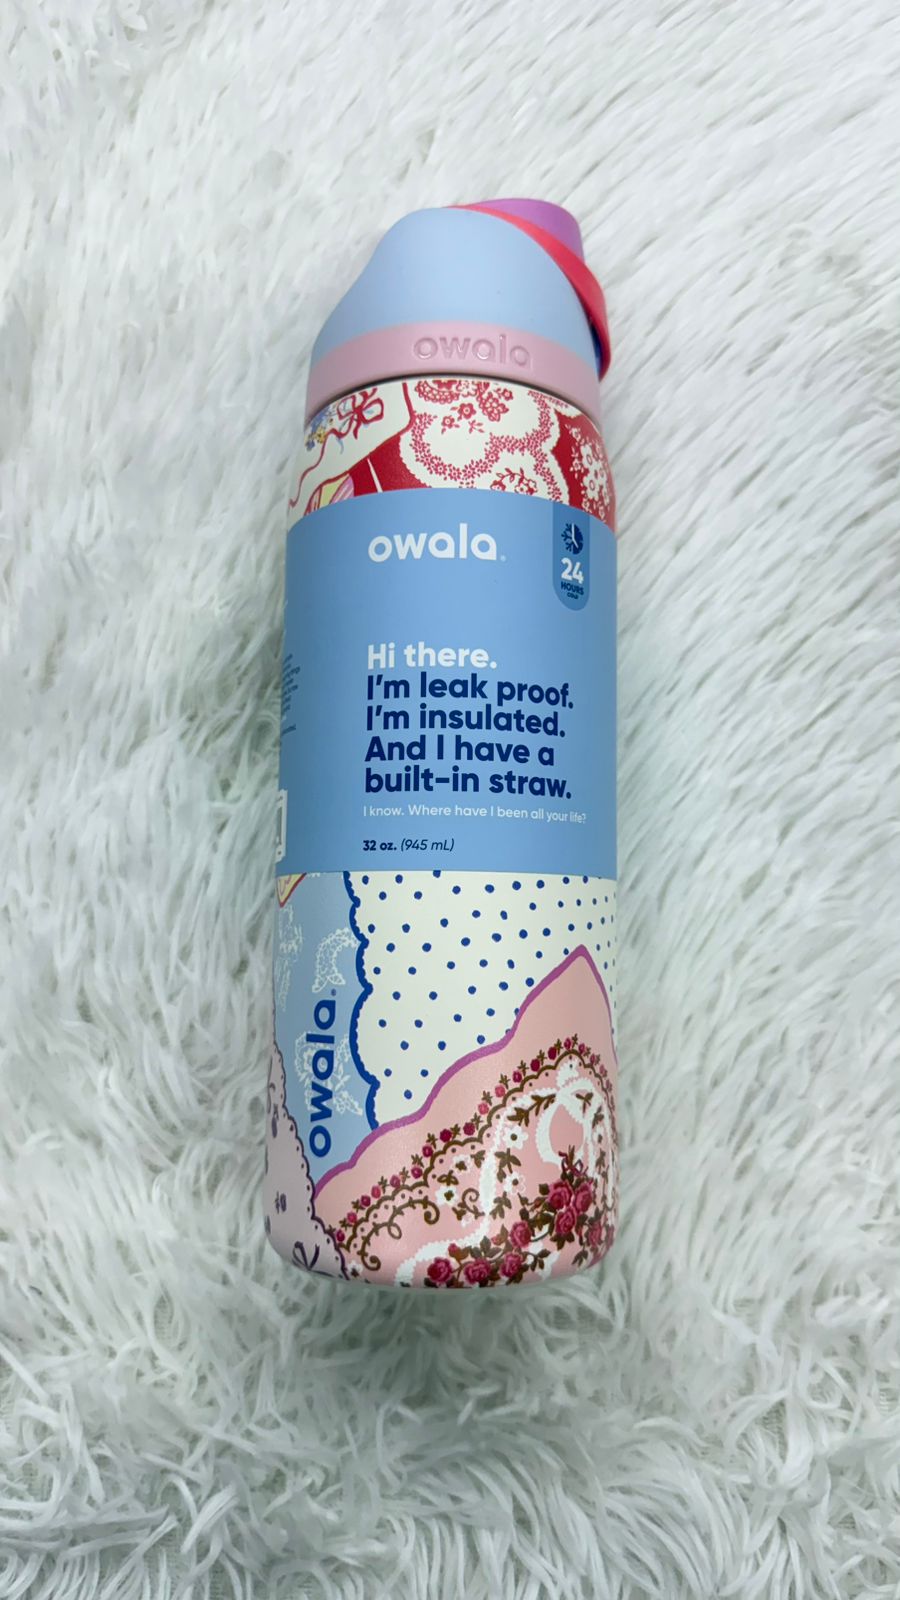 owala
owala®
24
HOURS
COLD
Hi there.
I'm leak proof.
I'm insulated.
And I have a
built-in straw.
I know. Where have I been all your life?
32 oz. (945 mL)
owala®